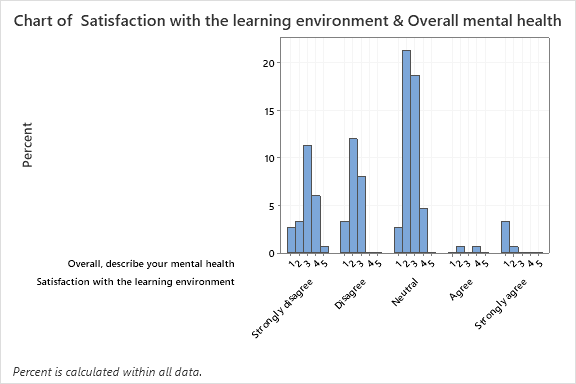 Chart of Satisfaction with the learning environment & Overall mental health
Percent
20
15
10
5
0
Overall, describe your mental health
1 2 3 4 5 1 2 3 4 5 1 2 3 4 5 1 2 3 4 5 1 2 3 4 5
Satisfaction with the learning environment
Strongly disagree Disagree Neutral Agree Strongly agree
Percent is calculated within all data.